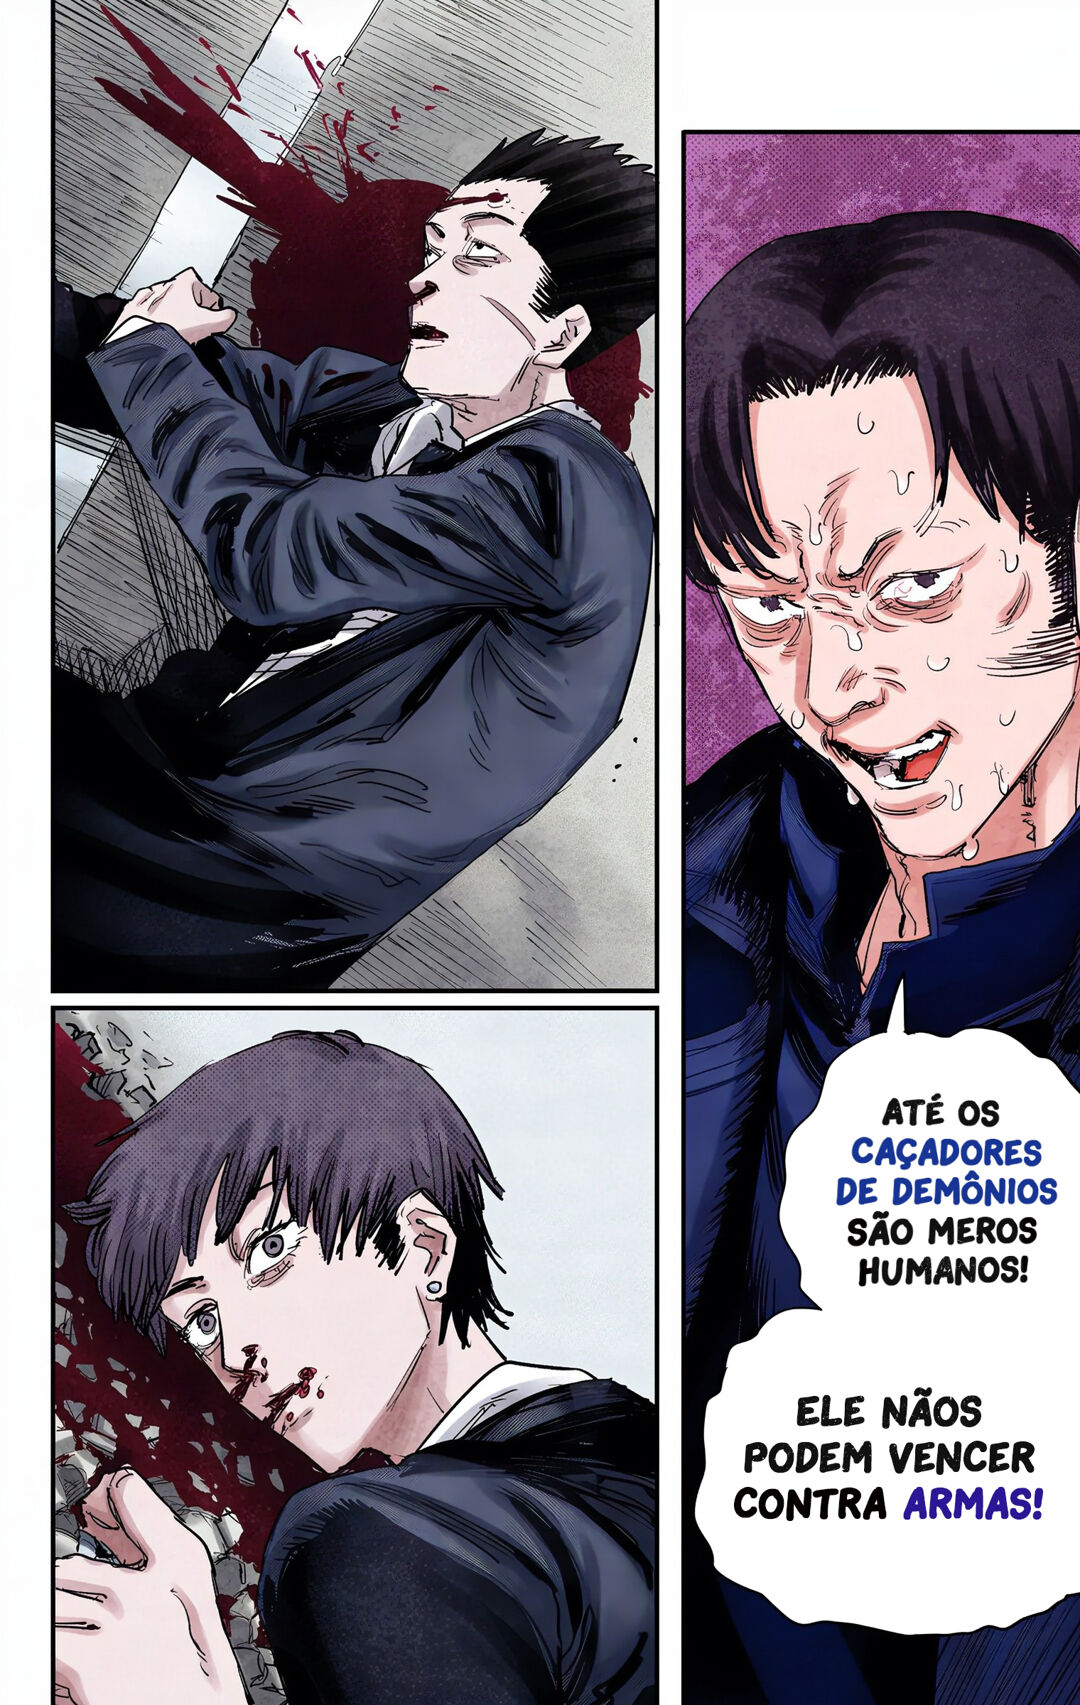 ATÉ OS
CAÇADORES
DE DEMÔNIOS
SÃO MEROS
HUMANOS!
ELE NÃOS
PODEM VENCER
CONTRA ARMAS!